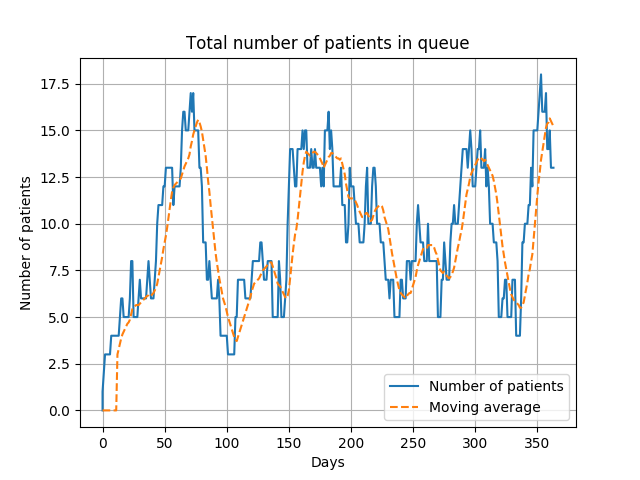 Total number of patients in queue
Number of patients
17.5
15.0
12.5
10.0
7.5
5.0
2.5
0.0
0 50 100 150 200 250 300 350
Days
Number of patients
Moving average